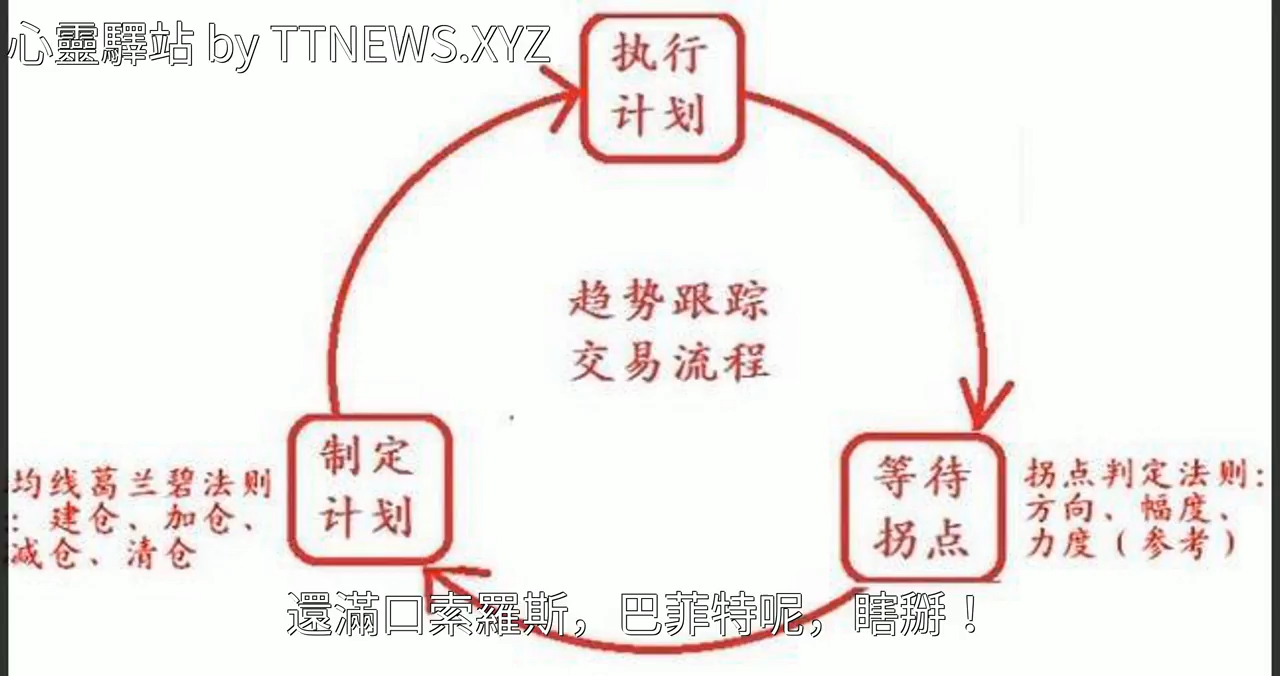 心靈驛站 by TTNEWS.XYZ
执行
计划
趋势跟踪
交易流程
制定
计划
均线葛兰碧法则
：建仓、加仓、
减仓、清仓
等待
拐点
拐点判定法则：
方向、幅度、
力度（参考）
還滿口索羅斯，巴菲特呢，瞎掰！